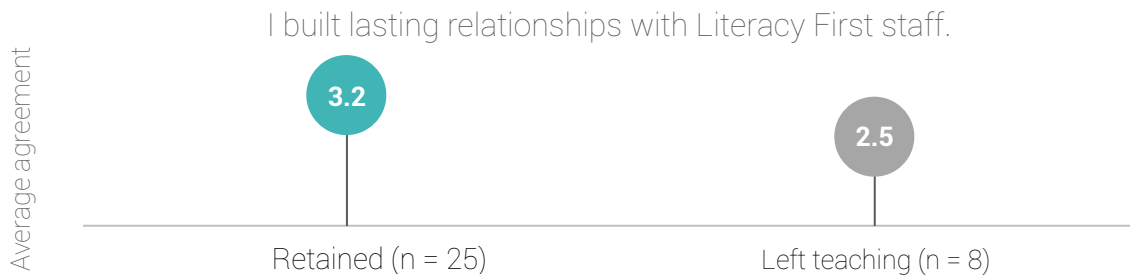 I built lasting relationships with Literacy First staff.
Average agreement
3.2
2.5
Retained (n = 25)
Left teaching (n = 8)